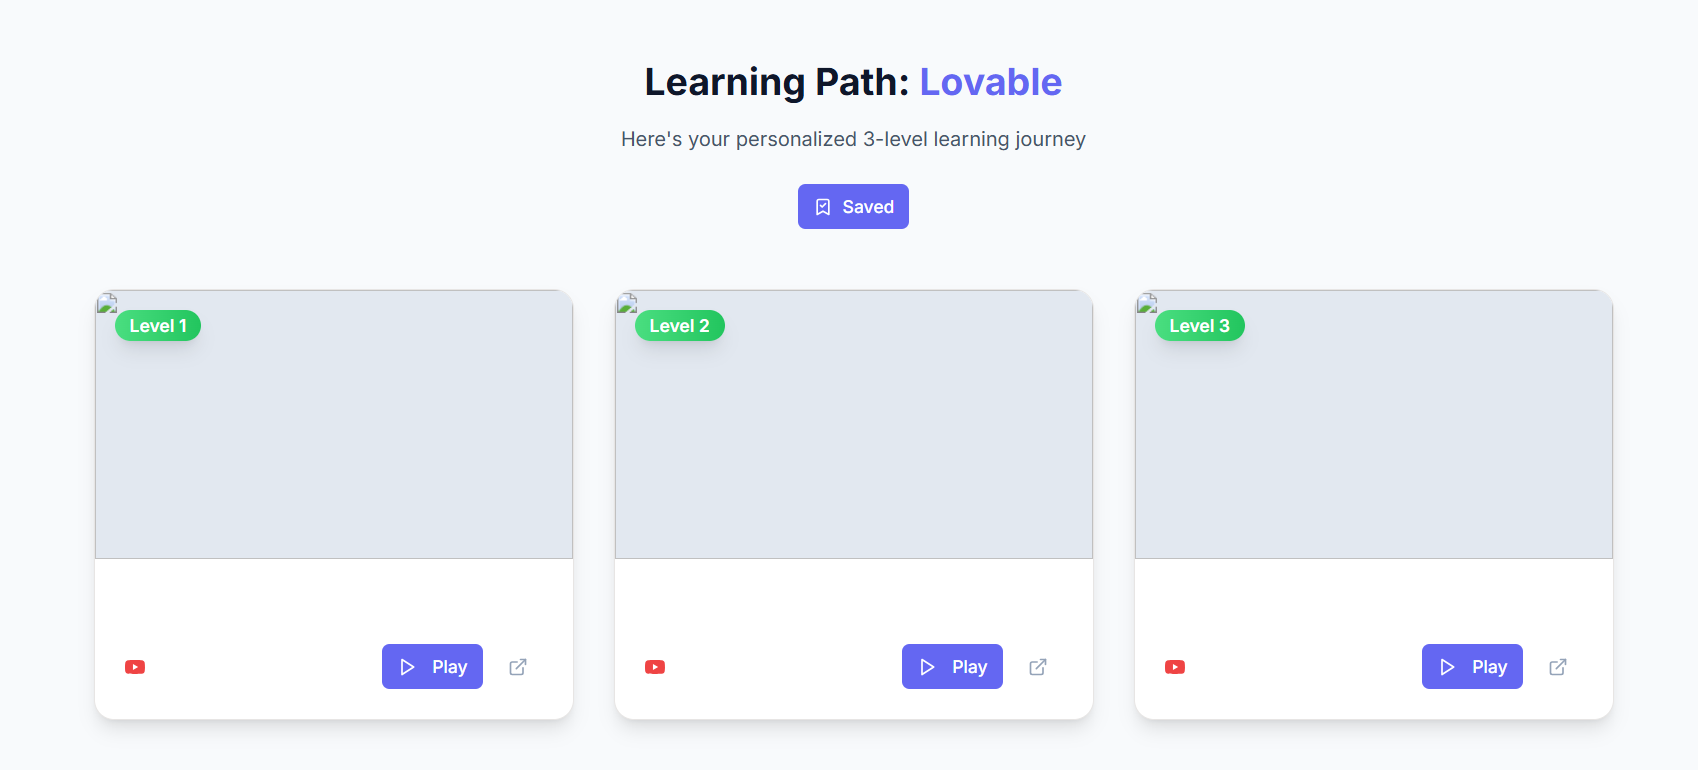 Learning Path: Lovable
Here's your personalized 3-level learning journey
Saved
Level 1
Level 2
Level 3
Play
Play
Play